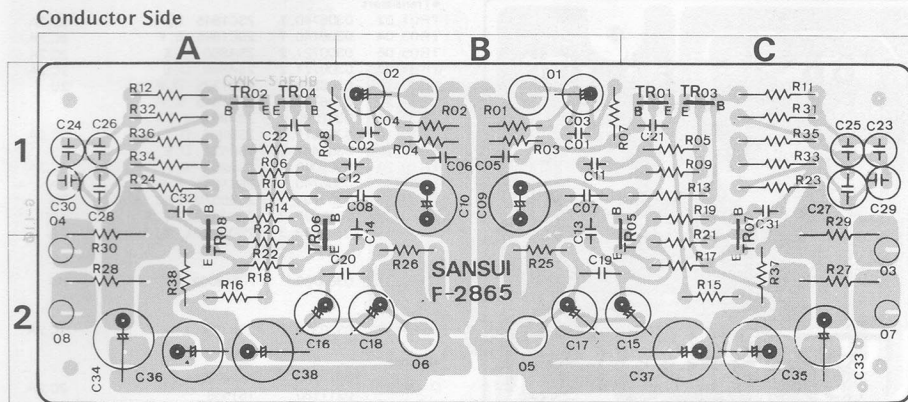 Conductor Side
A B C
1
2
R12 TR02 TR04 O2 O1 TR01 TR03 R11
B E E B B E E B
R32 R08 C04 R02 R01 C03 R07 R31
C24 C26 R36 C22 C02 R04 R03 C01 C21 R05 R35 C25 C23
R34 R06 C06 C05 R09 R33
C30 R24 C12 C11 R23 C29
R10 R13
04 C28 C32 B R14 C08 C10 C09 C07 R19 B C31 C27 R29
R30 TR08 R20 TR06 B C14 C13 B TR05 R21 TR07
E R22 E R26 R25 E R17 E
R28 R38 R18 C20 SANSUI C19 R37 R27 03
R16 F-2865 R15
08 C16 C18 C17 C15 07
C34 C36 C38 06 05 C37 C35 C33